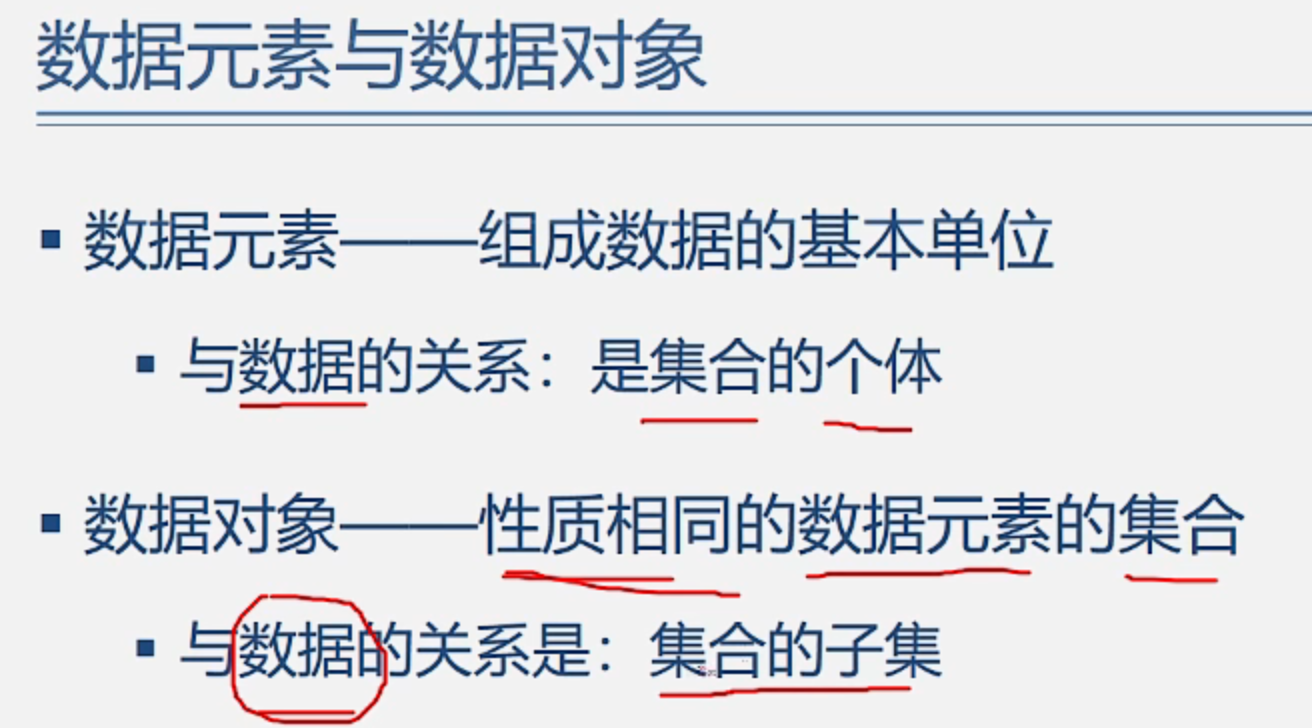 数据元素与数据对象
▪ 数据元素——组成数据的基本单位
▪ 与数据的关系：是集合的个体
▪ 数据对象——性质相同的数据元素的集合
▪ 与数据的关系是：集合的子集